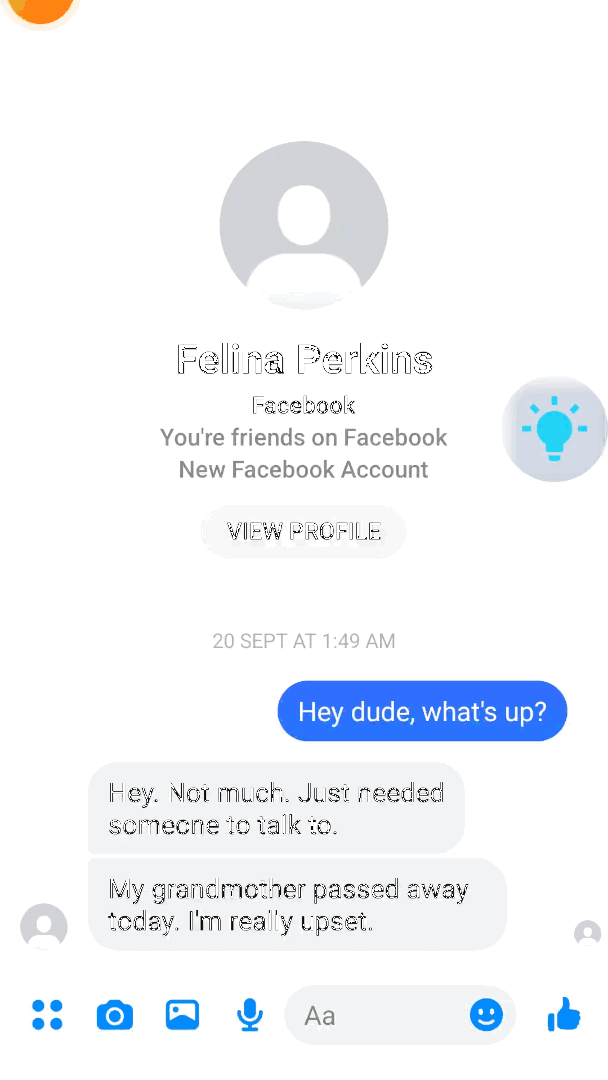 Felina Perkins
Facebook
You're friends on Facebook
New Facebook Account
VIEW PROFILE
20 SEPT AT 1:49 AM
Hey dude, what's up?
Hey. Not much. Just needed
someone to talk to.
My grandmother passed away
today. I'm really upset.
Aa